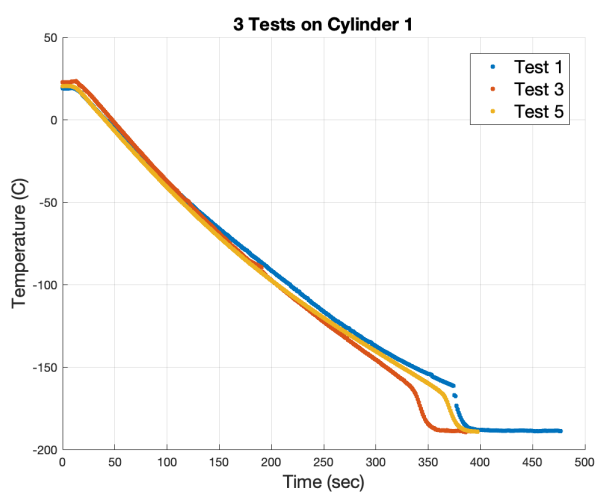 3 Tests on Cylinder 1
50
0
-50
-100
-150
-200
Temperature (C)
Test 1
Test 3
Test 5
0 50 100 150 200 250 300 350 400 450 500
Time (sec)